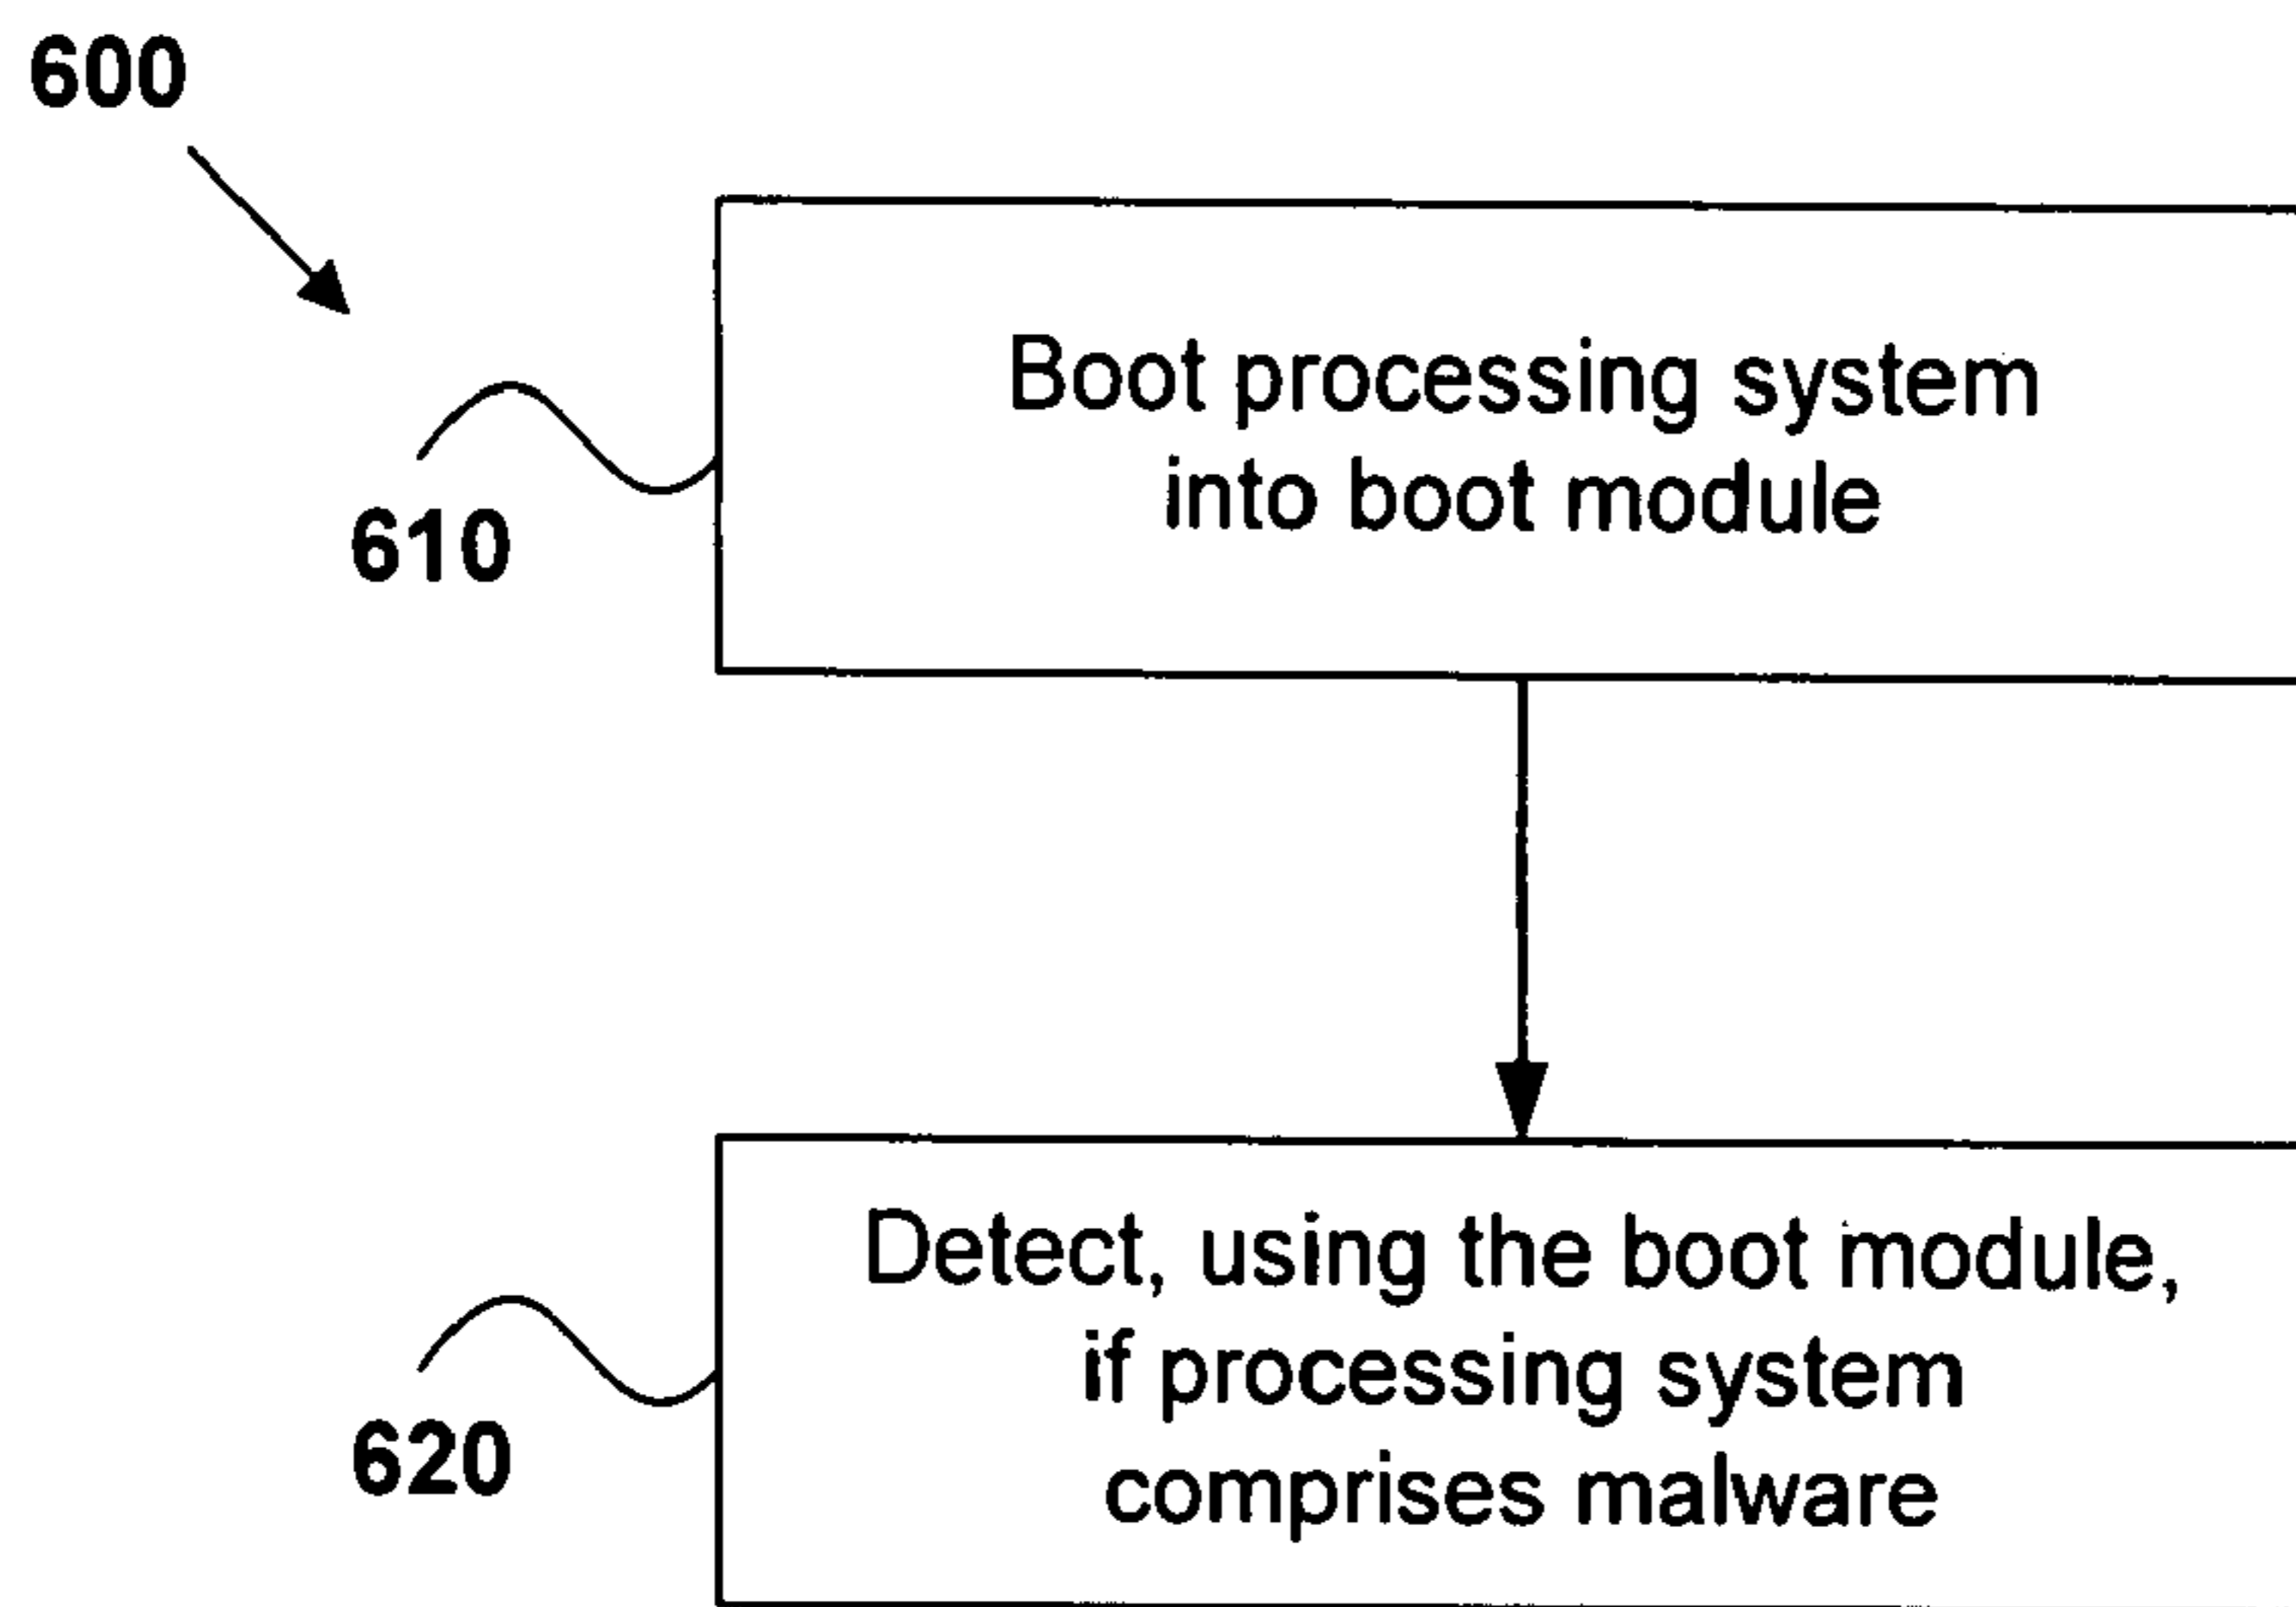 600
Boot processing system
into boot module
610
Detect, using the boot module,
if processing system
comprises malware
620